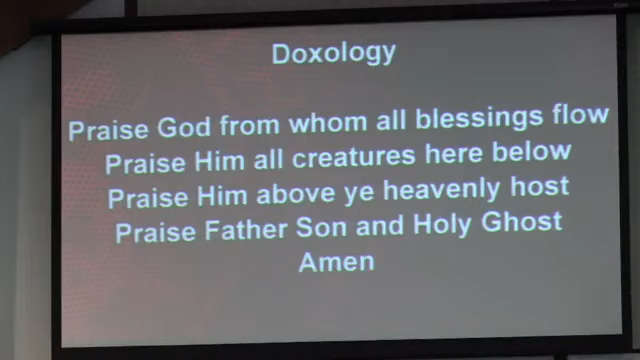 Doxology
Praise God from whom all blessings flow
Praise Him all creatures here below
Praise Him above ye heavenly host
Praise Father Son and Holy Ghost
Amen